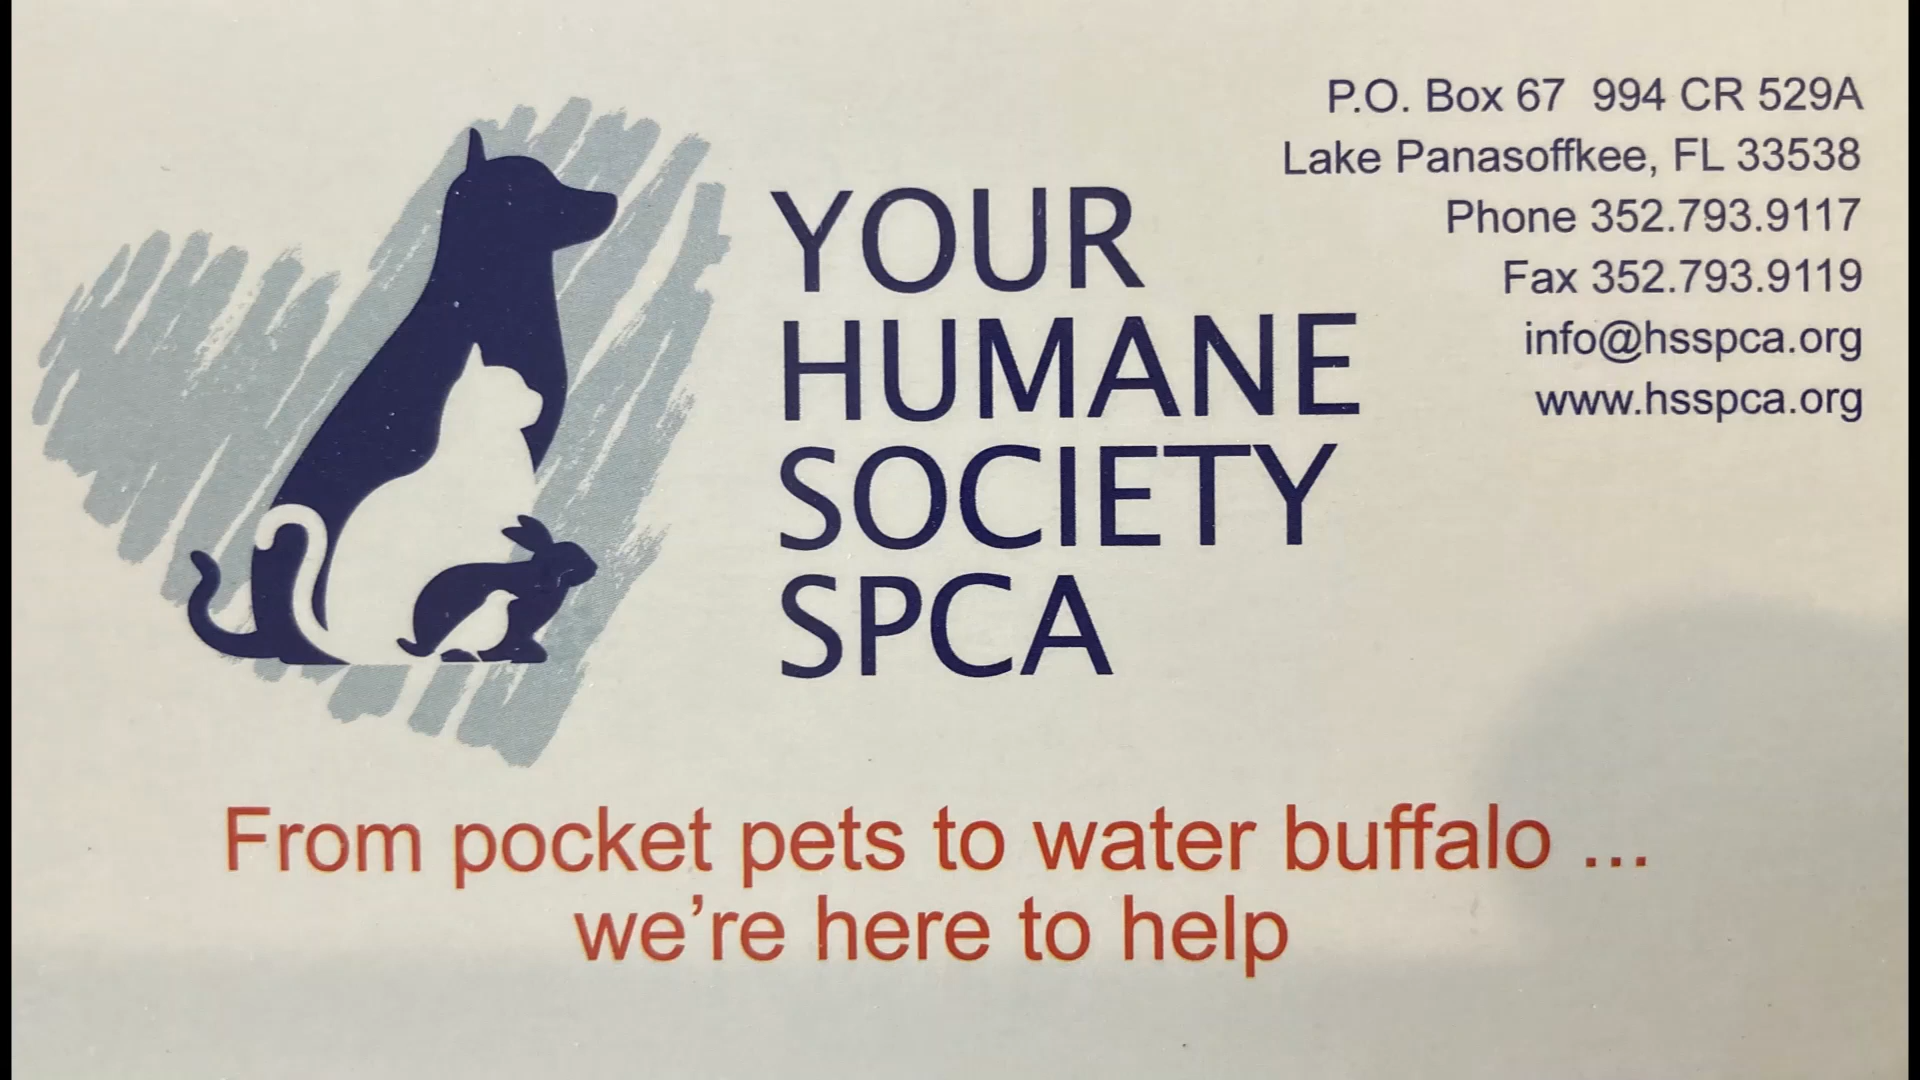 P.O. Box 67  994 CR 529A
Lake Panasoffkee, FL 33538
Phone 352.793.9117
Fax 352.793.9119
info@hsspca.org
www.hsspca.org
YOUR
HUMANE
SOCIETY
SPCA
From pocket pets to water buffalo ...
we’re here to help